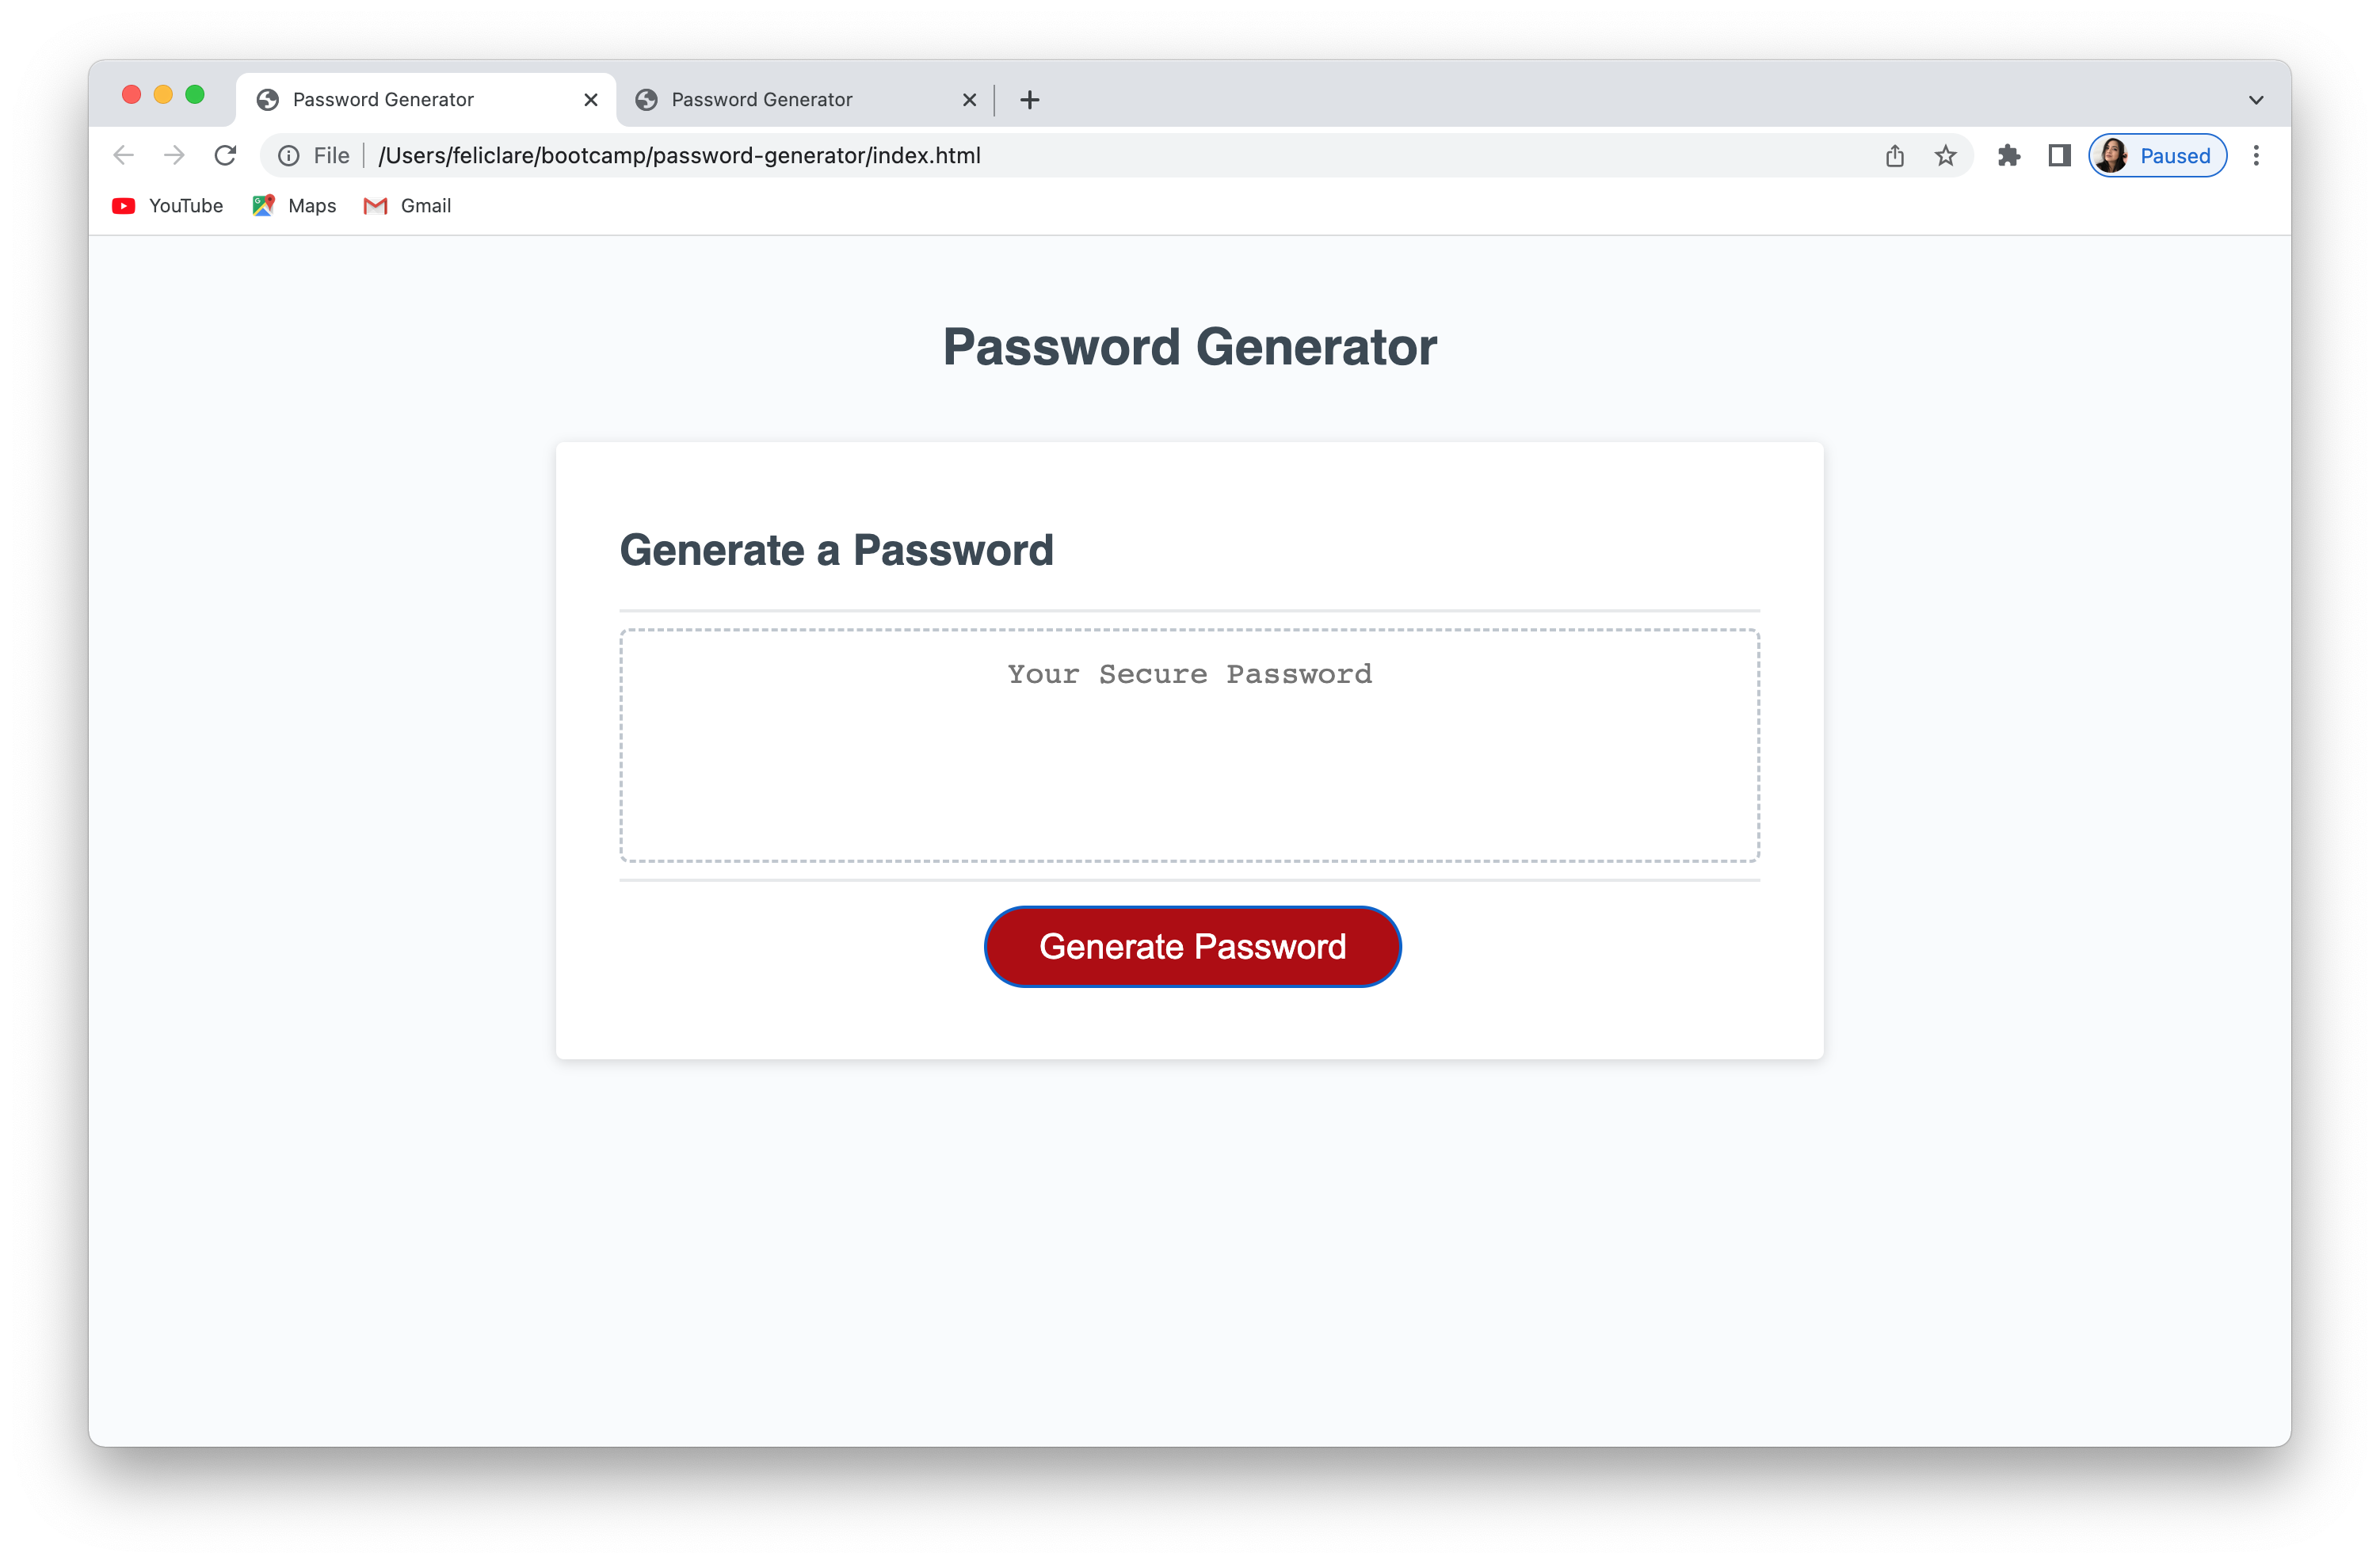 Password Generator
Password Generator
File /Users/feliclare/bootcamp/password-generator/index.html
Paused
YouTube
Maps
Gmail
Password Generator
Generate a Password
Your Secure Password
Generate Password